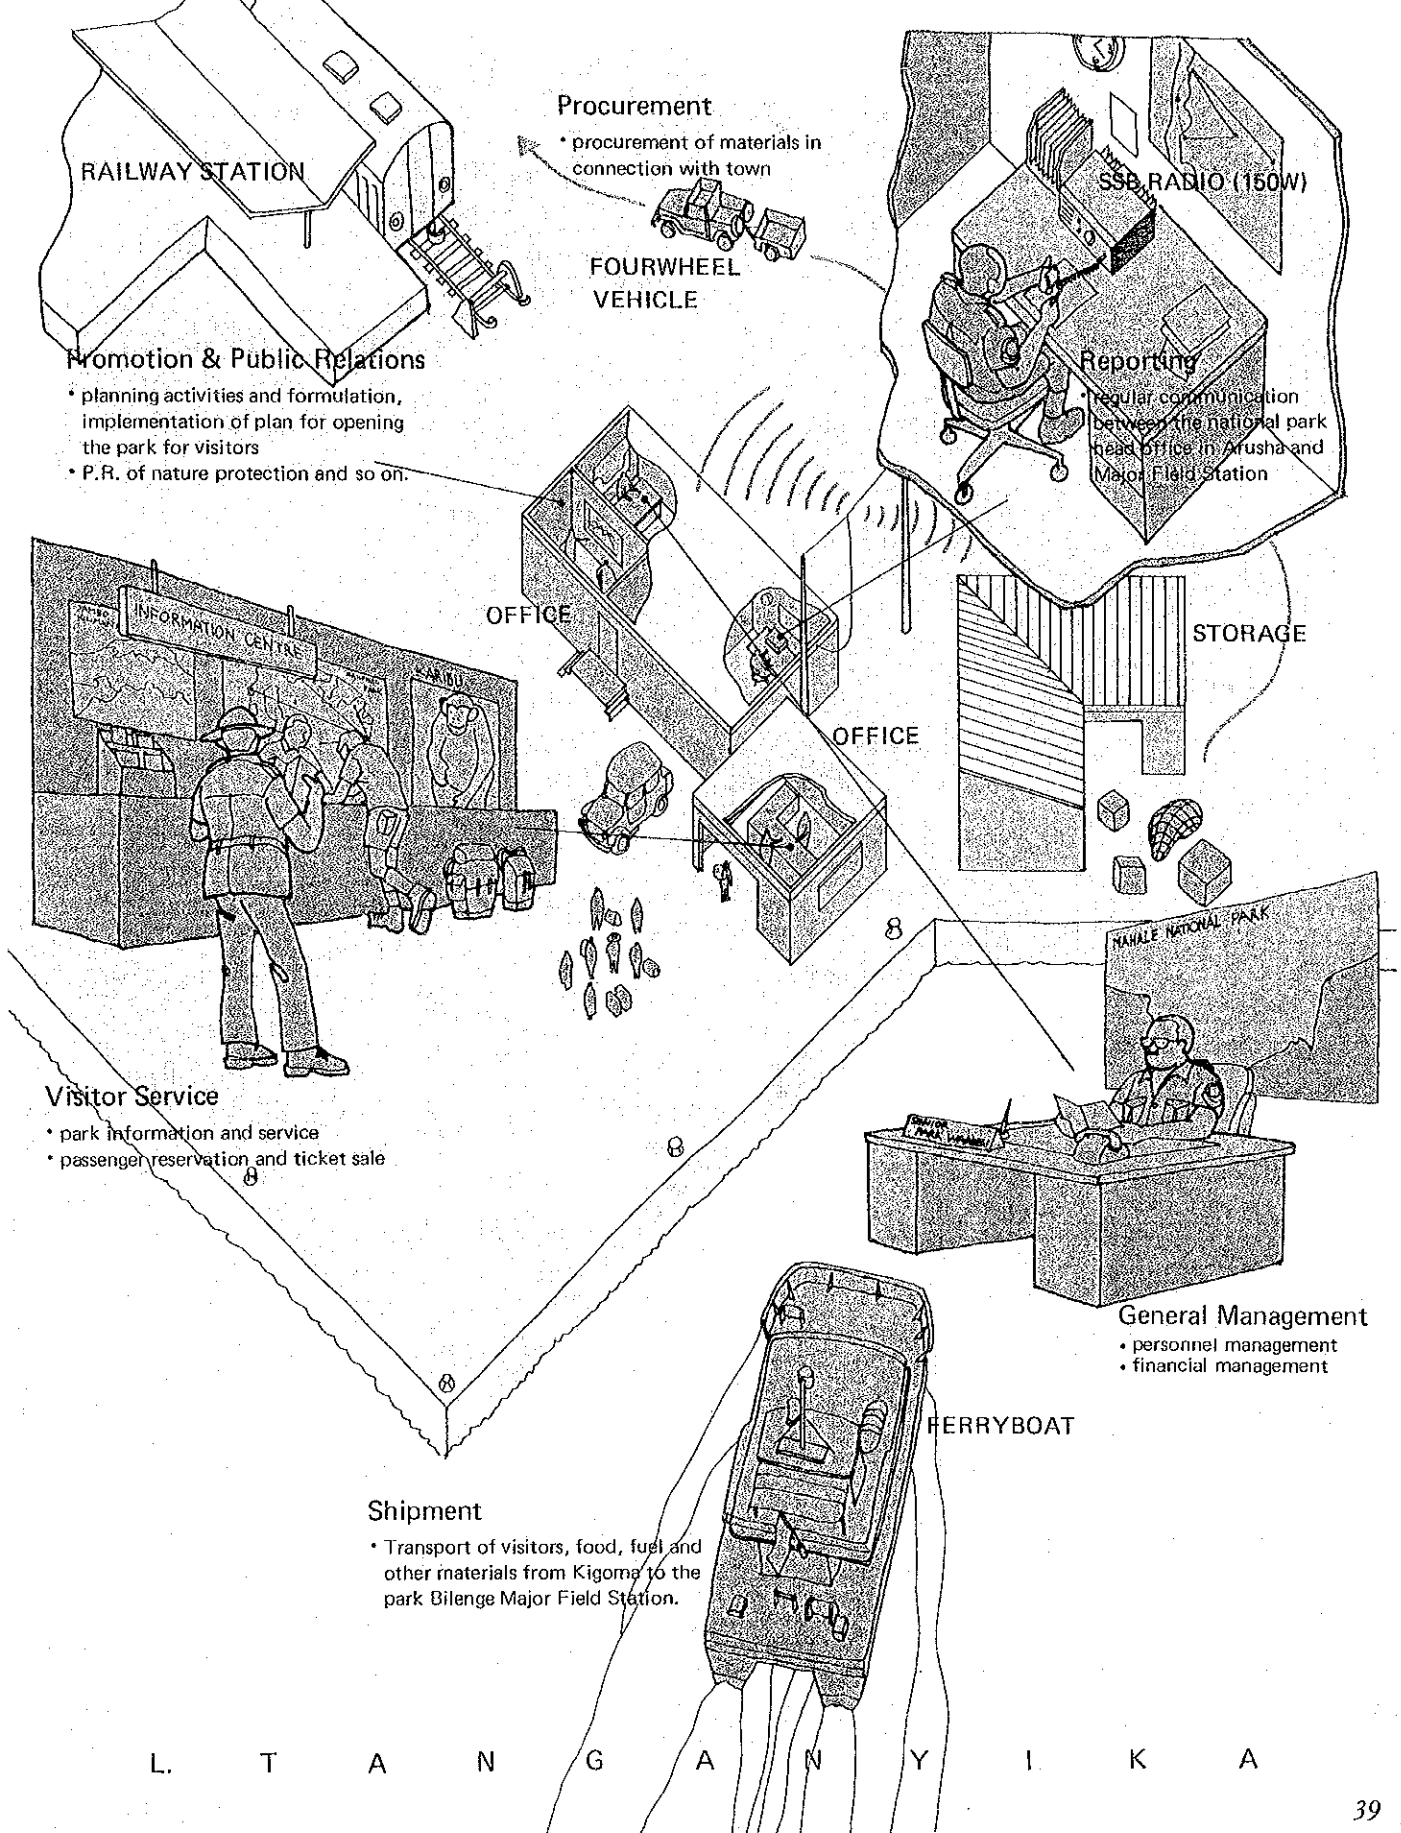 Procurement
• procurement of materials in
connection with town
RAILWAY STATION
SSB RADIO (150W)
FOURWHEEL
VEHICLE
Promotion & Public Relations
• planning activities and formulation,
implementation of plan for opening
the park for visitors
• P.R. of nature protection and so on.
Reporting
• regular communication
between the national park
head office in Arusha and
Major Field Station
OFFICE
INFORMATION CENTRE
KARIBU
STORAGE
OFFICE
MAHALE NATIONAL PARK
Visitor Service
• park information and service
• passenger reservation and ticket sale
SENIOR
PARK WARDEN
General Management
• personnel management
• financial management
FERRYBOAT
Shipment
• Transport of visitors, food, fuel and
other materials from Kigoma to the
park Bilenge Major Field Station.
L. TANGANYIKA
39